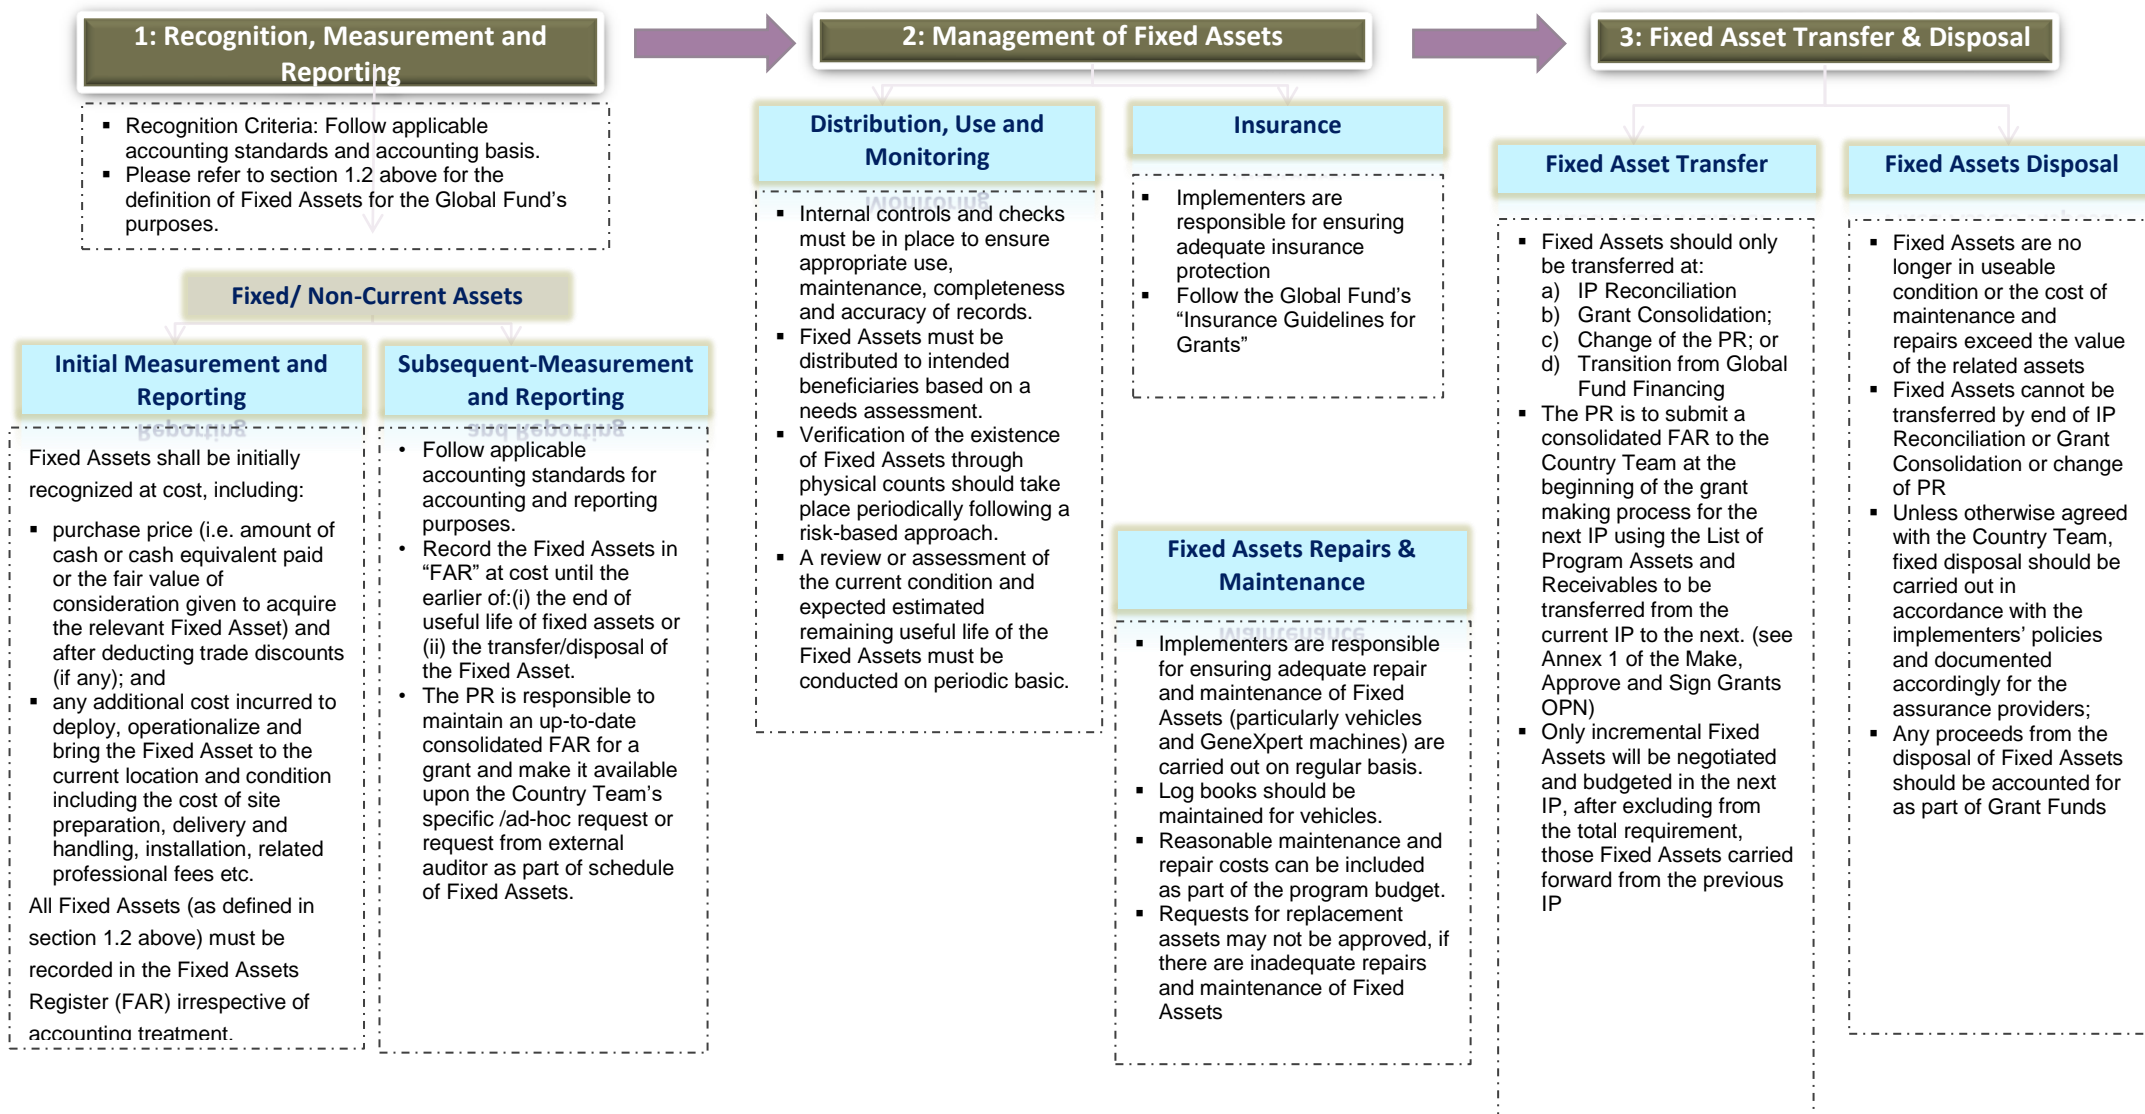 1: Recognition, Measurement and
Reporting
▪ Recognition Criteria: Follow applicable
accounting standards and accounting basis.
▪ Please refer to section 1.2 above for the
definition of Fixed Assets for the Global Fund’s
purposes.
Fixed/ Non-Current Assets
Initial Measurement and
Reporting
Fixed Assets shall be initially
recognized at cost, including:
▪ purchase price (i.e. amount of
cash or cash equivalent paid
or the fair value of
consideration given to acquire
the relevant Fixed Asset) and
after deducting trade discounts
(if any); and
▪ any additional cost incurred to
deploy, operationalize and
bring the Fixed Asset to the
current location and condition
including the cost of site
preparation, delivery and
handling, installation, related
professional fees etc.
All Fixed Assets (as defined in
section 1.2 above) must be
recorded in the Fixed Assets
Register (FAR) irrespective of
accounting treatment.
Subsequent-Measurement
and Reporting
• Follow applicable
accounting standards for
accounting and reporting
purposes.
• Record the Fixed Assets in
“FAR” at cost until the
earlier of:(i) the end of
useful life of fixed assets or
(ii) the transfer/disposal of
the Fixed Asset.
• The PR is responsible to
maintain an up-to-date
consolidated FAR for a
grant and make it available
upon the Country Team’s
specific /ad-hoc request or
request from external
auditor as part of schedule
of Fixed Assets.
2: Management of Fixed Assets
Distribution, Use and
Monitoring
▪ Internal controls and checks
must be in place to ensure
appropriate use,
maintenance, completeness
and accuracy of records.
▪ Fixed Assets must be
distributed to intended
beneficiaries based on a
needs assessment.
▪ Verification of the existence
of Fixed Assets through
physical counts should take
place periodically following a
risk-based approach.
▪ A review or assessment of
the current condition and
expected estimated
remaining useful life of the
Fixed Assets must be
conducted on periodic basic.
Insurance
▪ Implementers are
responsible for ensuring
adequate insurance
protection
▪ Follow the Global Fund’s
“Insurance Guidelines for
Grants”
Fixed Assets Repairs &
Maintenance
▪ Implementers are responsible
for ensuring adequate repair
and maintenance of Fixed
Assets (particularly vehicles
and GeneXpert machines) are
carried out on regular basis.
▪ Log books should be
maintained for vehicles.
▪ Reasonable maintenance and
repair costs can be included
as part of the program budget.
▪ Requests for replacement
assets may not be approved, if
there are inadequate repairs
and maintenance of Fixed
Assets
3: Fixed Asset Transfer & Disposal
Fixed Asset Transfer
▪ Fixed Assets should only
be transferred at:
a) IP Reconciliation
b) Grant Consolidation;
c) Change of the PR; or
d) Transition from Global
Fund Financing
▪ The PR is to submit a
consolidated FAR to the
Country Team at the
beginning of the grant
making process for the
next IP using the List of
Program Assets and
Receivables to be
transferred from the
current IP to the next. (see
Annex 1 of the Make,
Approve and Sign Grants
OPN)
▪ Only incremental Fixed
Assets will be negotiated
and budgeted in the next
IP, after excluding from
the total requirement,
those Fixed Assets carried
forward from the previous
IP
Fixed Assets Disposal
▪ Fixed Assets are no
longer in useable
condition or the cost of
maintenance and
repairs exceed the value
of the related assets
▪ Fixed Assets cannot be
transferred by end of IP
Reconciliation or Grant
Consolidation or change
of PR
▪ Unless otherwise agreed
with the Country Team,
fixed disposal should be
carried out in
accordance with the
implementers’ policies
and documented
accordingly for the
assurance providers;
▪ Any proceeds from the
disposal of Fixed Assets
should be accounted for
as part of Grant Funds